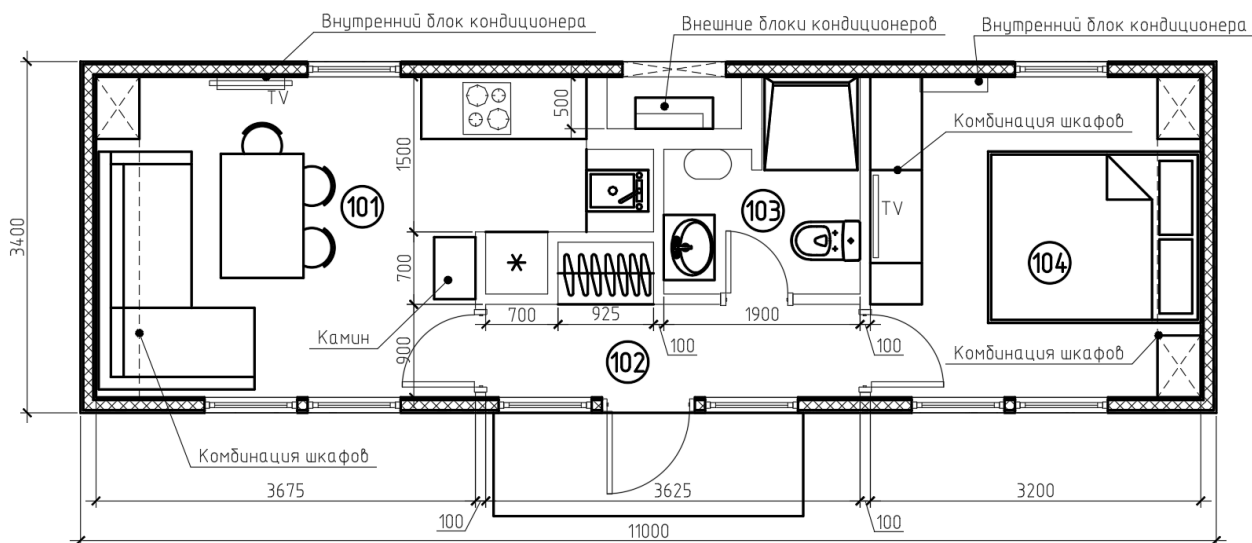 Внутренний блок кондиционера
Внешние блоки кондиционеров
Внутренний блок кондиционера
TV
500
Комбинация шкафов
1500
101
103
TV
3400
700
104
Камин
700
925
1900
900
100
100
102
Комбинация шкафов
Комбинация шкафов
3675
3625
3200
100
100
11000